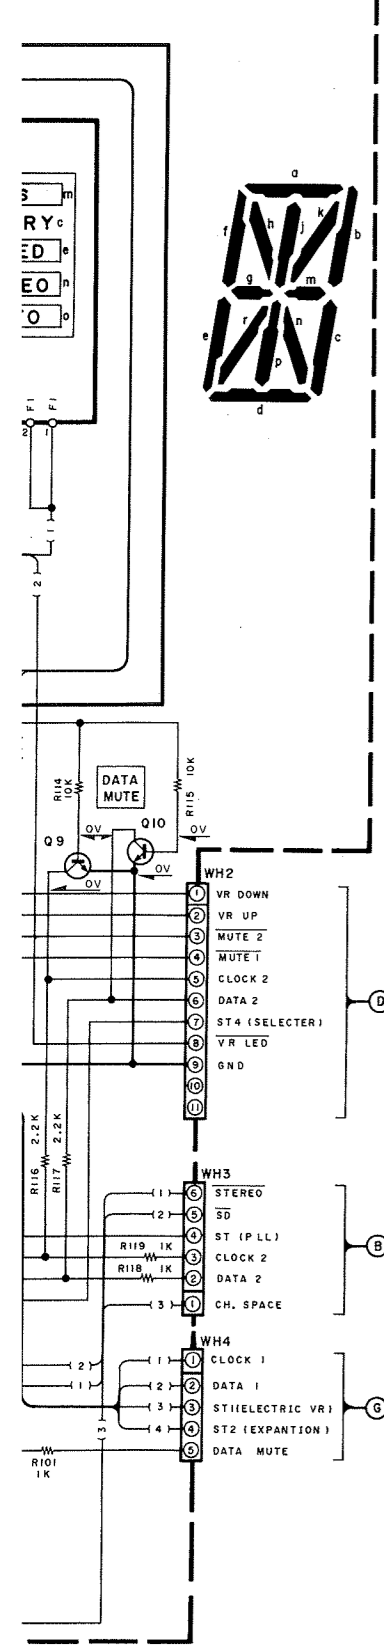 a
f h j k b
g m
e r p n c
d
S m
RY c
ED e
EO n
O o
F1 F1
2 1
1
2
R114 10K
DATA MUTE
R115 10K
Q9
Q10
0V
0V
0V
0V
WH2
1 VR DOWN
2 VR UP
3 MUTE 2
4 MUTE 1
5 CLOCK 2
6 DATA 2
7 ST4 (SELECTER)
8 VR LED
9 GND
10
11
D
R116 2.2K
R117 2.2K
WH3
(1) 6 STEREO
(2) 5 SD
4 ST (PLL)
R119 1K 3 CLOCK 2
R118 1K 2 DATA 2
(3) 1 CH. SPACE
B
WH4
(2) (1) 1 CLOCK 1
(1) (2) 2 DATA 1
(3) 3 ST1(ELECTRIC VR)
(3) (4) 4 ST2 (EXPANTION)
5 DATA MUTE
G
R101
1K